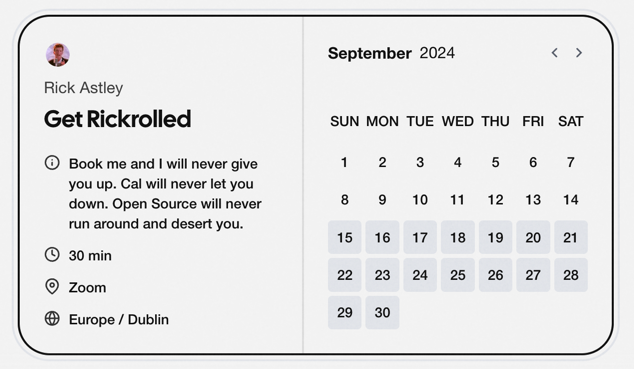 Rick Astley
Get Rickrolled
Book me and I will never give
you up. Cal will never let you
down. Open Source will never
run around and desert you.
30 min
Zoom
Europe / Dublin
September 2024
SUN MON TUE WED THU FRI SAT
1 2 3 4 5 6 7
8 9 10 11 12 13 14
15 16 17 18 19 20 21
22 23 24 25 26 27 28
29 30